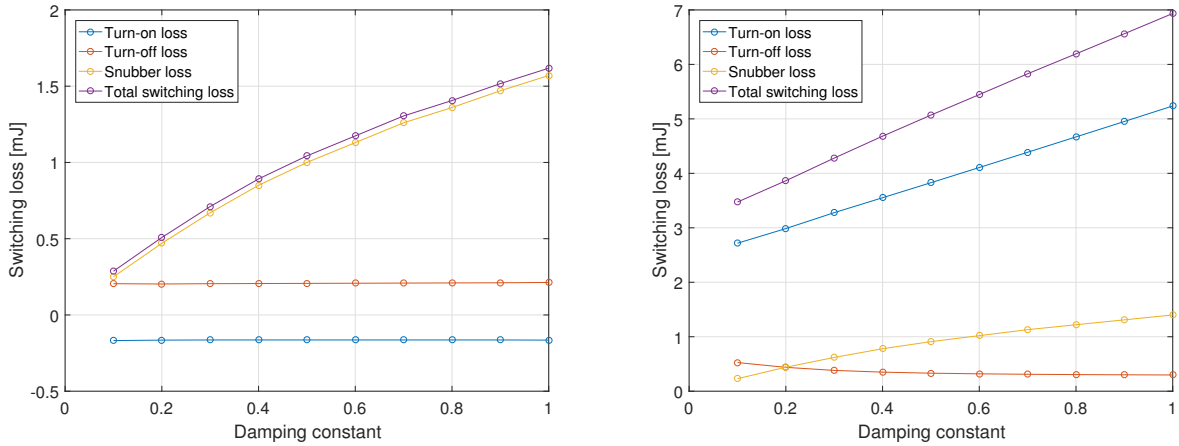 2
1.5
1
0.5
0
-0.5
Switching loss [mJ]
Turn-on loss
Turn-off loss
Snubber loss
Total switching loss
0 0.2 0.4 0.6 0.8 1
Damping constant
7
6
5
4
3
2
1
0
Switching loss [mJ]
Turn-on loss
Turn-off loss
Snubber loss
Total switching loss
0 0.2 0.4 0.6 0.8 1
Damping constant